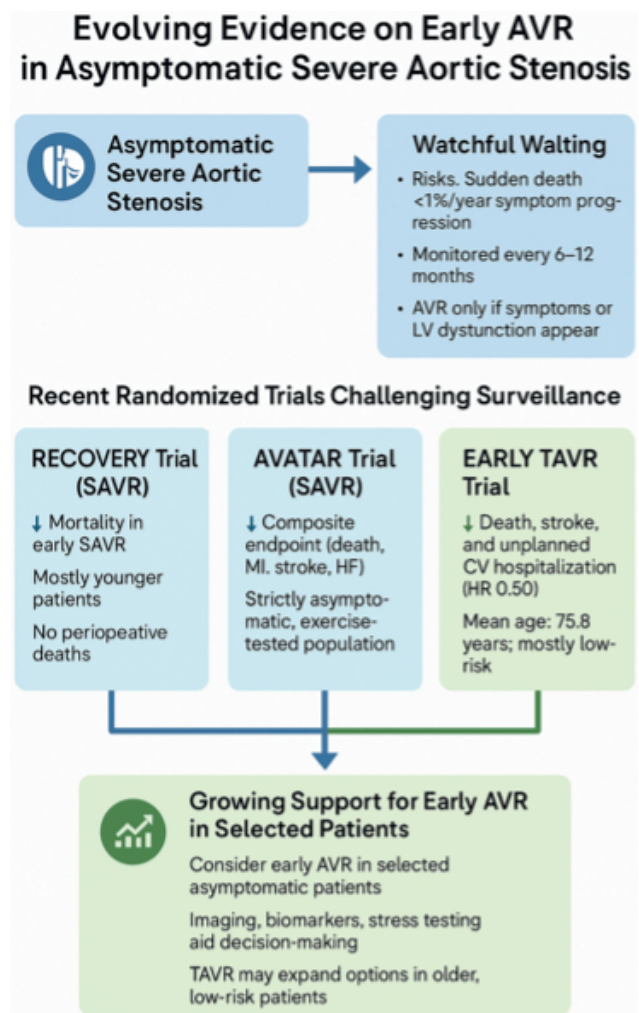 Evolving Evidence on Early AVR
in Asymptomatic Severe Aortic Stenosis
Asymptomatic
Severe Aortic
Stenosis
Watchful Walting
• Risks. Sudden death
<1%/year symptom prog-
ression
• Monitored every 6–12
months
• AVR only if symptoms or
LV dystunction appear
Recent Randomized Trials Challenging Surveillance
RECOVERY Trial
(SAVR)
↓ Mortality in
early SAVR
Mostly younger
patients
No periopeative
deaths
AVATAR Trial
(SAVR)
↓ Composite
endpoint (death,
MI. stroke, HF)
Strictly asympto-
matic, exercise-
tested population
EARLY TAVR
Trial
↓ Death, stroke,
and unplanned
CV hospitalization
(HR 0.50)
Mean age: 75.8
years; mostly low-
risk
Growing Support for Early AVR
in Selected Patients
Consider early AVR in selected
asymptomatic patients
Imaging, biomarkers, stress testing
aid decision-making
TAVR may expand options in older,
low-risk patients